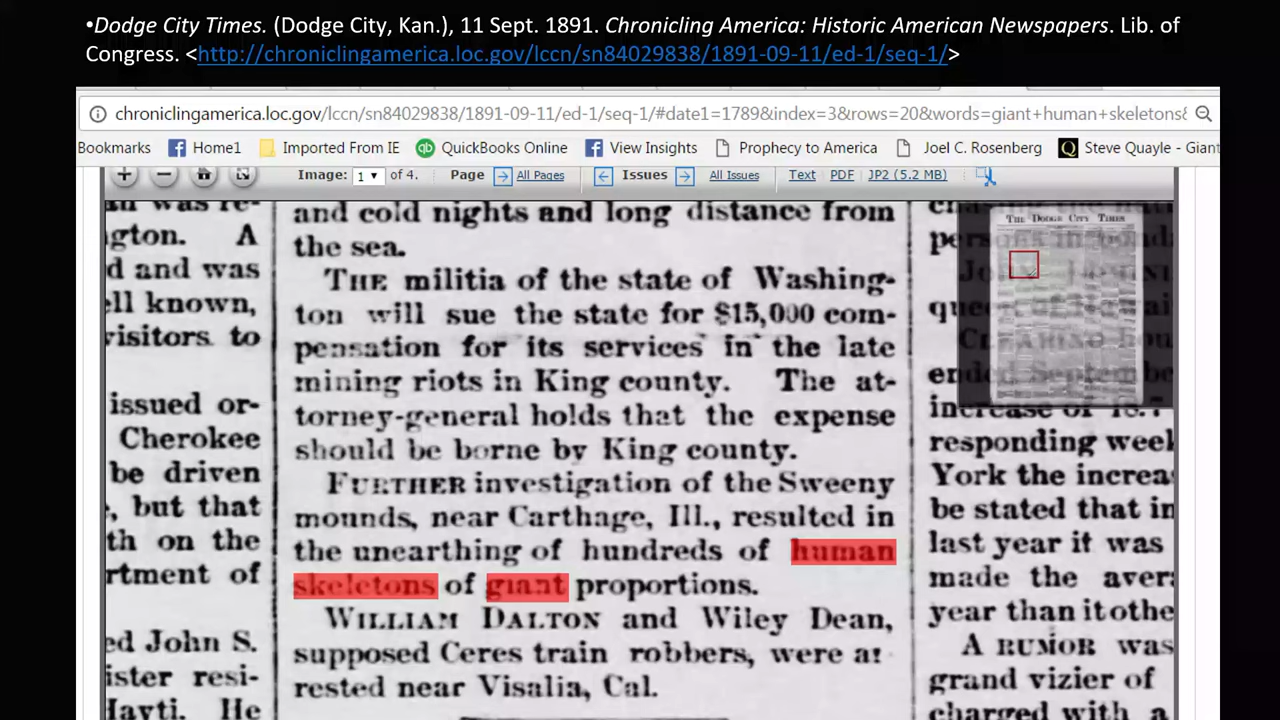 •Dodge City Times. (Dodge City, Kan.), 11 Sept. 1891. Chronicling America: Historic American Newspapers. Lib. of
Congress. <http://chroniclingamerica.loc.gov/lccn/sn84029838/1891-09-11/ed-1/seq-1/>
chroniclingamerica.loc.gov/lccn/sn84029838/1891-09-11/ed-1/seq-1/#date1=1789&index=3&rows=20&words=giant+human+skeletons&
Bookmarks Home1 Imported From IE QuickBooks Online View Insights Prophecy to America Joel C. Rosenberg Steve Quayle - Giant
Image: 1 of 4. Page All Pages Issues All Issues Text PDF JP2 (5.2 MB)
THE DODGE CITY TIMES
an was re-
gton. A
d and was
ell known,
visitors to
issued or-
Cherokee
be driven
, but that
th on the
rtment of
ed John S.
ister resi-
Hayti. He
and cold nights and long distance from
the sea.
THE militia of the state of Washing-
ton will sue the state for $15,000 com-
pensation for its services in the late
mining riots in King county. The at-
torney-general holds that the expense
should be borne by King county.
FURTHER investigation of the Sweeny
mounds, near Carthage, Ill., resulted in
the unearthing of hundreds of human
skeletons of giant proportions.
WILLIAM DALTON and Wiley Dean,
supposed Ceres train robbers, were ar
rested near Visalia, Cal.
responding week
York the increa
be stated that in
last year it was
made the aver
year than it othe
A RUMOR was
grand vizier of
charged with a